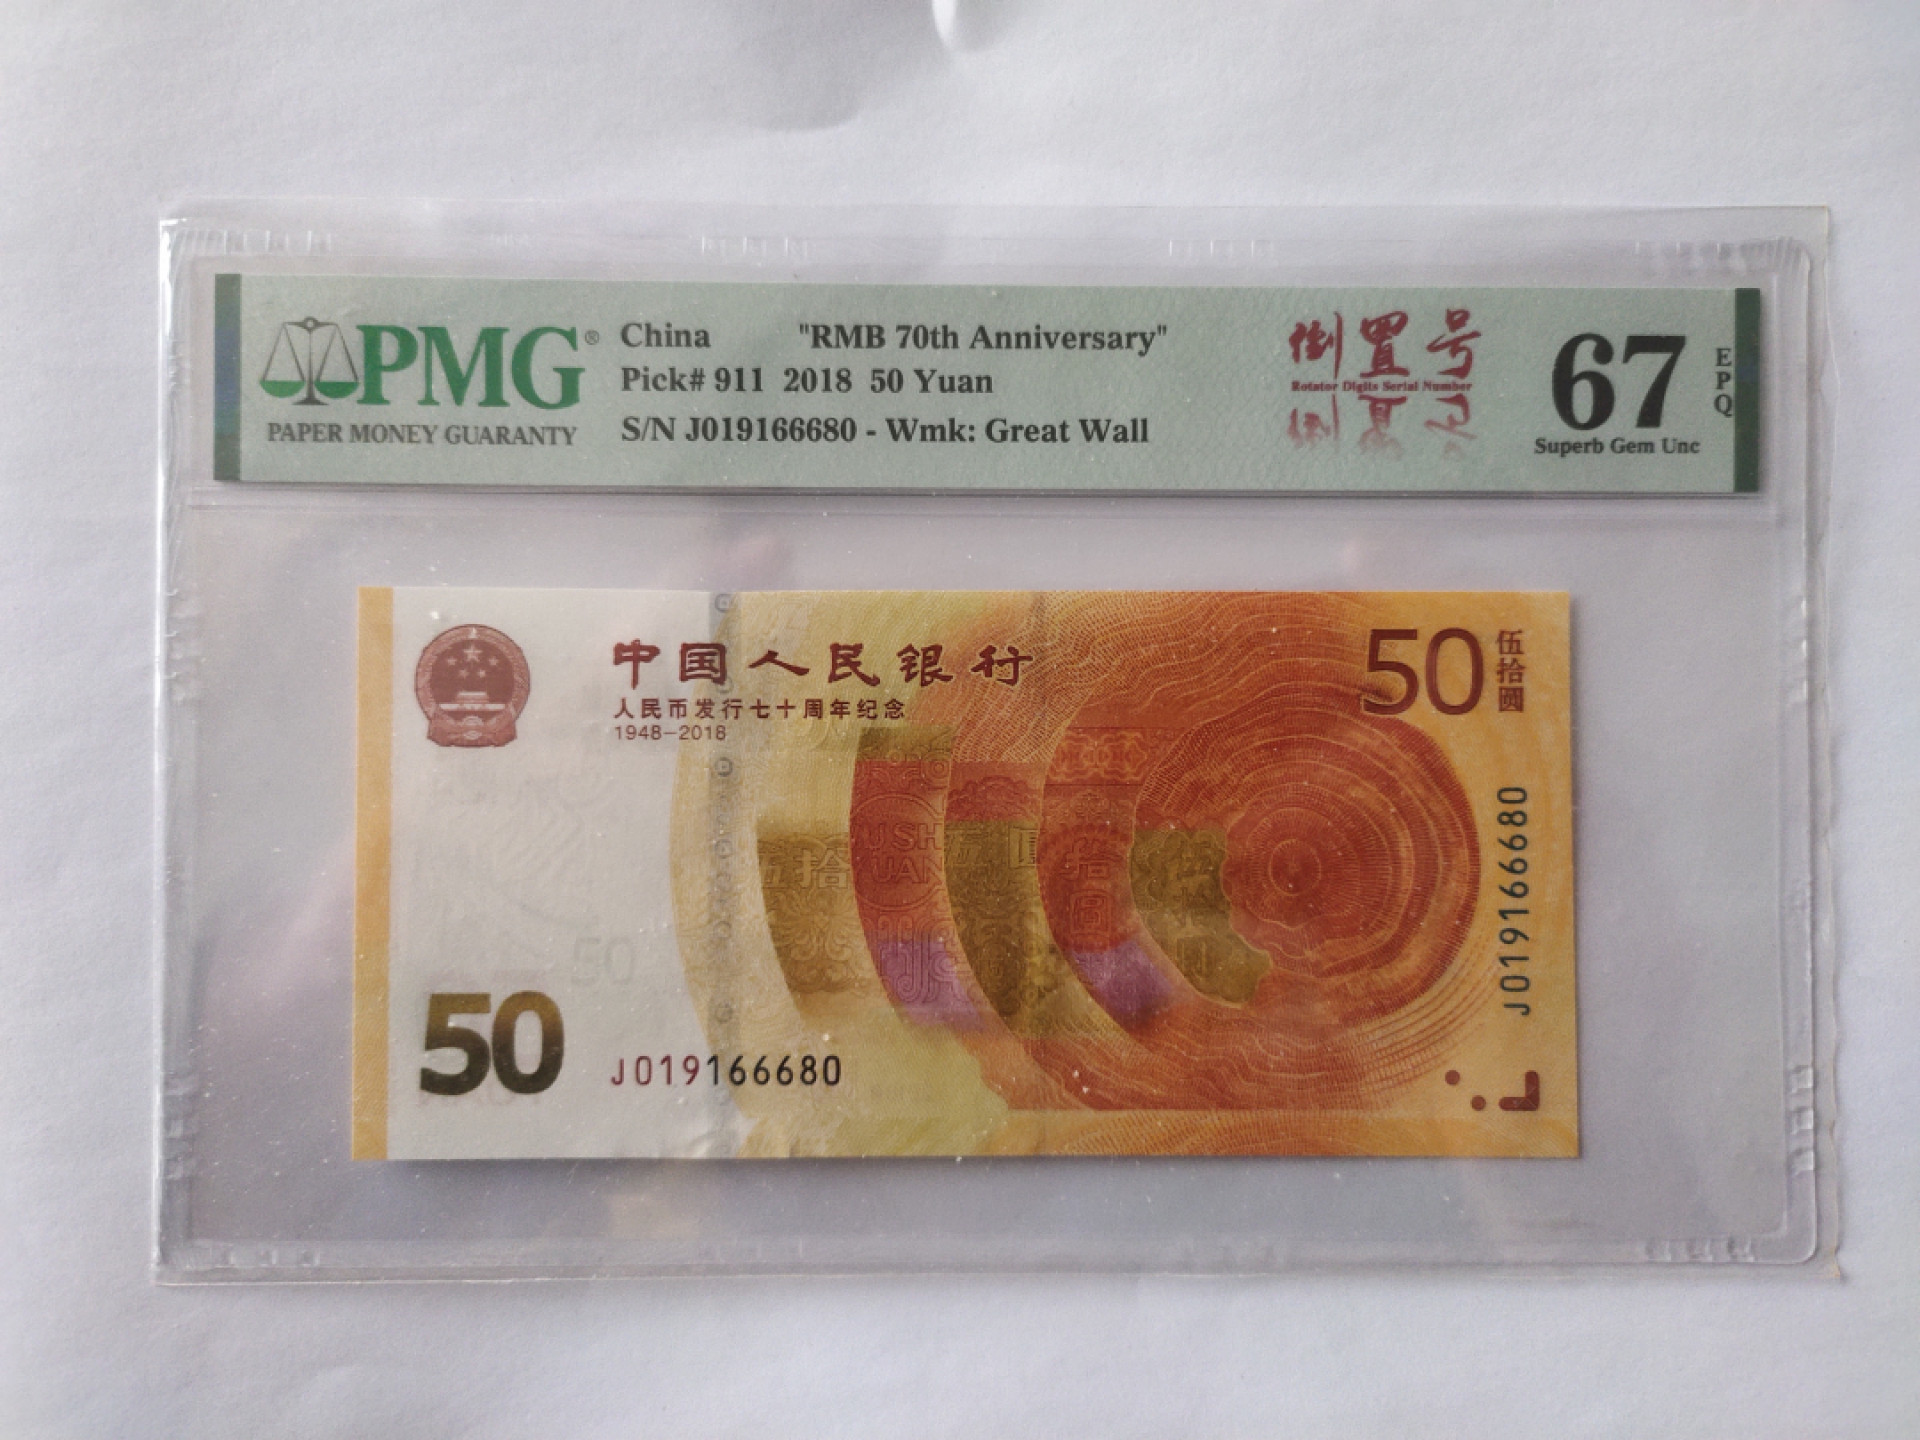 PMG®
PAPER MONEY GUARANTY
China "RMB 70th Anniversary"
Pick# 911 2018 50 Yuan
S/N J019166680 - Wmk: Great Wall
倒置号
Rotator Digits Serial Number
67
EPQ
Superb Gem Unc
中国人民银行
人民币发行七十周年纪念
1948-2018
50
伍拾圆
J019166680
50
50
J019166680